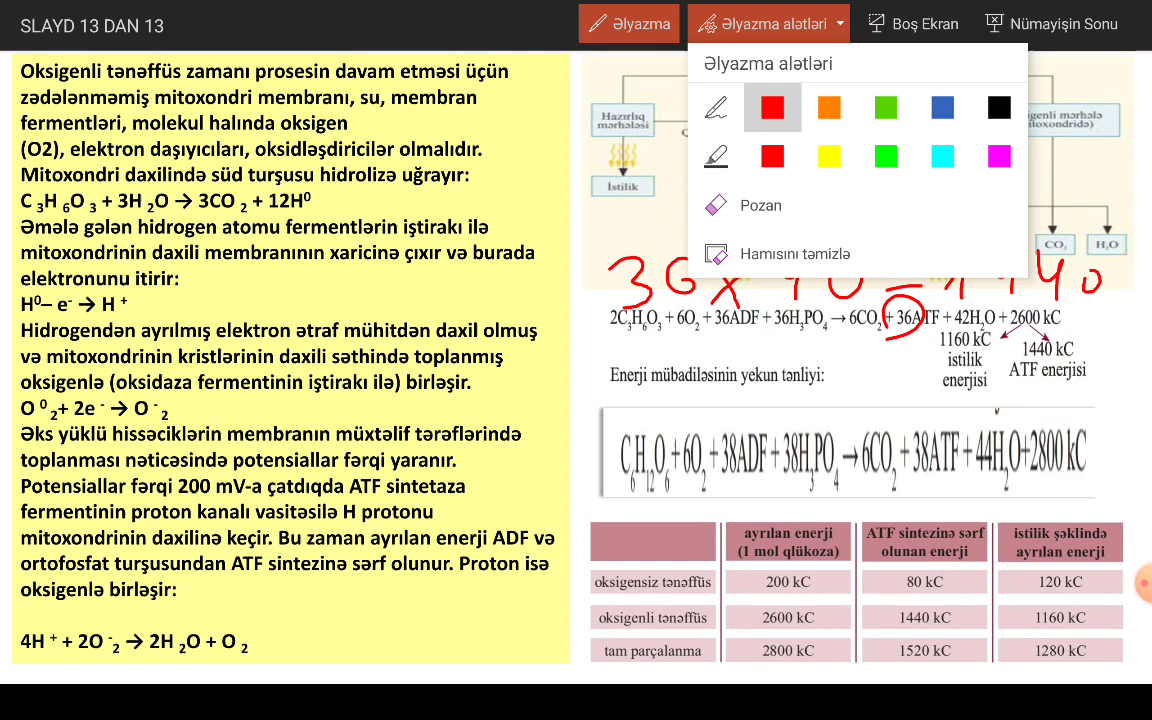 SLAYD 13 DAN 13
Əlyazma
Əlyazma alətləri
Boş Ekran
Nümayişin Sonu
Oksigenli tənəffüs zamanı prosesin davam etməsi üçün
zədələnməmiş mitoxondri membranı, su, membran
fermentləri, molekul halında oksigen
(O2), elektron daşıyıcıları, oksidləşdiricilər olmalıdır.
Mitoxondri daxilində süd turşusu hidrolizə uğrayır:
C ₃H ₆O ₃ + 3H ₂O → 3CO ₂ + 12H⁰
Əmələ gələn hidrogen atomu fermentlərin iştirakı ilə
mitoxondrinin daxili membranının xaricinə çıxır və burada
elektronunu itirir:
H⁰– e⁻ → H ⁺
Hidrogendən ayrılmış elektron ətraf mühitdən daxil olmuş
və mitoxondrinin kristlərinin daxili səthində toplanmış
oksigenlə (oksidaza fermentinin iştirakı ilə) birləşir.
O ⁰ ₂+ 2e ⁻ → O ⁻ ₂
Əks yüklü hissəciklərin membranın müxtəlif tərəflərində
toplanması nəticəsində potensiallar fərqi yaranır.
Potensiallar fərqi 200 mV-a çatdıqda ATF sintetaza
fermentinin proton kanalı vasitəsilə H protonu
mitoxondrinin daxilinə keçir. Bu zaman ayrılan enerji ADF və
ortofosfat turşusundan ATF sintezinə sərf olunur. Proton isə
oksigenlə birləşir:
4H ⁺ + 2O ⁻₂ → 2H ₂O + O ₂
Əlyazma alətləri
Pozan
Hamısını təmizlə
Hazırlıq
mərhələsi
İstilik
igenli mərhələ
itoxondridə)
CO₂
H₂O
36 x 40 = 1440
2C₃H₆O₃ + 6O₂ + 36ADF + 36H₃PO₄ → 6CO₂ + 36ATF + 42H₂O + 2600 kC
1160 kC
istilik
enerjisi
1440 kC
ATF enerjisi
Enerji mübadiləsinin yekun tənliyi:
C₆H₁₂O₆ + 6O₂ + 38ADF + 38H₃PO₄ → 6CO₂ + 38ATF + 44H₂O+2800 kC
ayrılan enerji
(1 mol qlükoza)
ATF sintezinə sərf
olunan enerji
istilik şəklində
ayrılan enerji
oksigensiz tənəffüs 200 kC 80 kC 120 kC
oksigenli tənəffüs 2600 kC 1440 kC 1160 kC
tam parçalanma 2800 kC 1520 kC 1280 kC